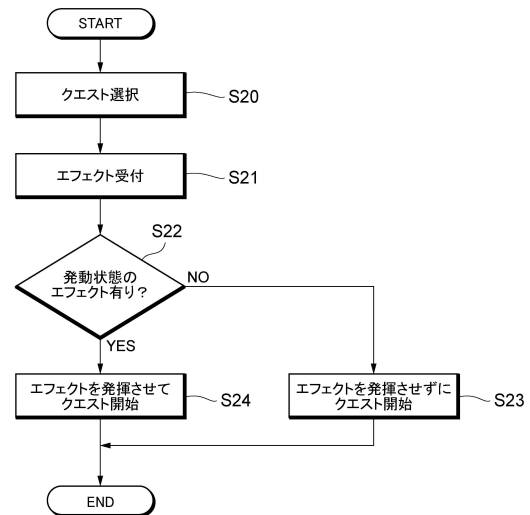 START
クエスト選択
S20
エフェクト受付
S21
S22
発動状態の
エフェクト有り？
NO
YES
エフェクトを発揮させて
クエスト開始
S24
エフェクトを発揮させずに
クエスト開始
S23
END